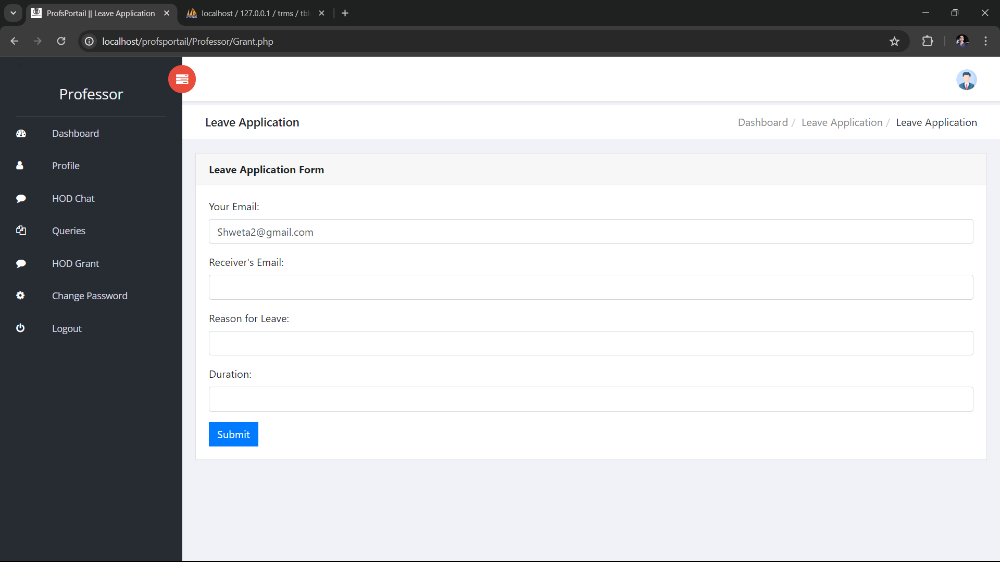 ProfsPortail || Leave Application
localhost / 127.0.0.1 / trms / tbl
localhost/profsportail/Professor/Grant.php
Professor
Dashboard
Profile
HOD Chat
Queries
HOD Grant
Change Password
Logout
Leave Application
Dashboard / Leave Application / Leave Application
Leave Application Form
Your Email:
Shweta2@gmail.com
Receiver's Email:
Reason for Leave:
Duration:
Submit